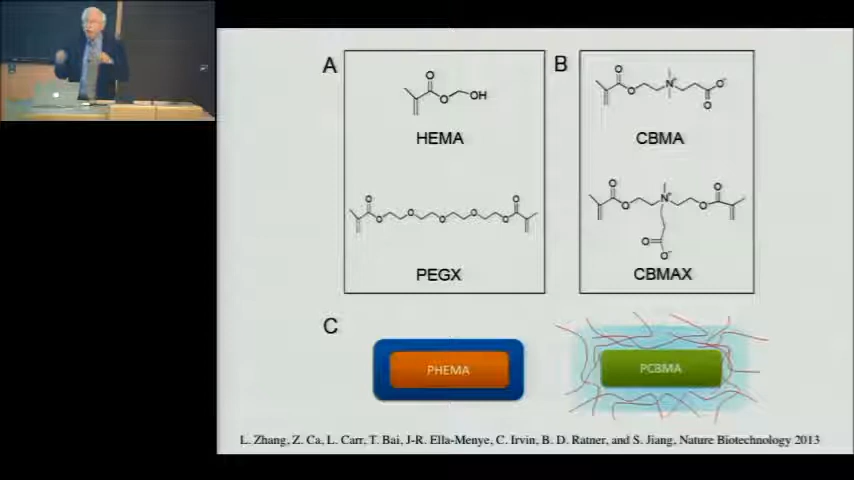 A
B
OH
HEMA
CBMA
PEGX
CBMAX
C
PHEMA
PCBMA
L. Zhang, Z. Ca, L. Carr, T. Bai, J-R. Ella-Menye, C. Irvin, B. D. Ratner, and S. Jiang, Nature Biotechnology 2013